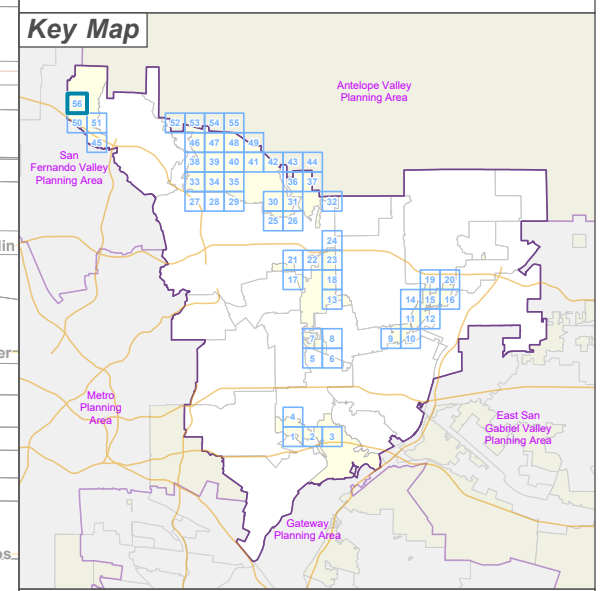 Key Map
Antelope Valley
Planning Area
56
50 51
45
52 53 54 55
46 47 48 49
38 39 40 41 42 43 44
33 34 35 36 37
27 28 29 30 31 32
25 26
San
Fernando Valley
Planning Area
lin
24
21 22 23
17 18
13
19 20
14 15 16
11 12
9 10
7 8
5 6
er
Metro
Planning
Area
4
1 2 3
East San
Gabriel Valley
Planning Area
Gateway
Planning Area
os